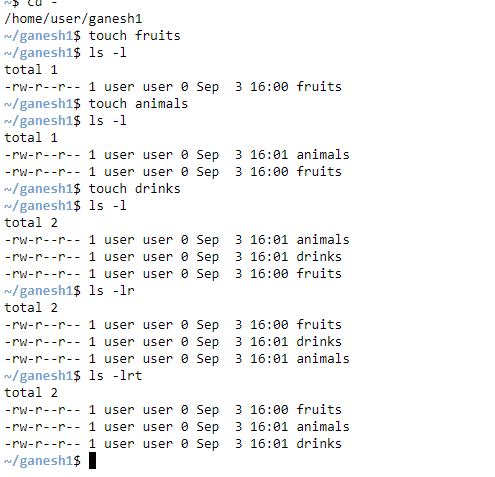 ~$ cd -
/home/user/ganesh1
~/ganesh1$ touch fruits
~/ganesh1$ ls -l
total 1
-rw-r--r-- 1 user user 0 Sep  3 16:00 fruits
~/ganesh1$ touch animals
~/ganesh1$ ls -l
total 1
-rw-r--r-- 1 user user 0 Sep  3 16:01 animals
-rw-r--r-- 1 user user 0 Sep  3 16:00 fruits
~/ganesh1$ touch drinks
~/ganesh1$ ls -l
total 2
-rw-r--r-- 1 user user 0 Sep  3 16:01 animals
-rw-r--r-- 1 user user 0 Sep  3 16:01 drinks
-rw-r--r-- 1 user user 0 Sep  3 16:00 fruits
~/ganesh1$ ls -lr
total 2
-rw-r--r-- 1 user user 0 Sep  3 16:00 fruits
-rw-r--r-- 1 user user 0 Sep  3 16:01 drinks
-rw-r--r-- 1 user user 0 Sep  3 16:01 animals
~/ganesh1$ ls -lrt
total 2
-rw-r--r-- 1 user user 0 Sep  3 16:00 fruits
-rw-r--r-- 1 user user 0 Sep  3 16:01 animals
-rw-r--r-- 1 user user 0 Sep  3 16:01 drinks
~/ganesh1$